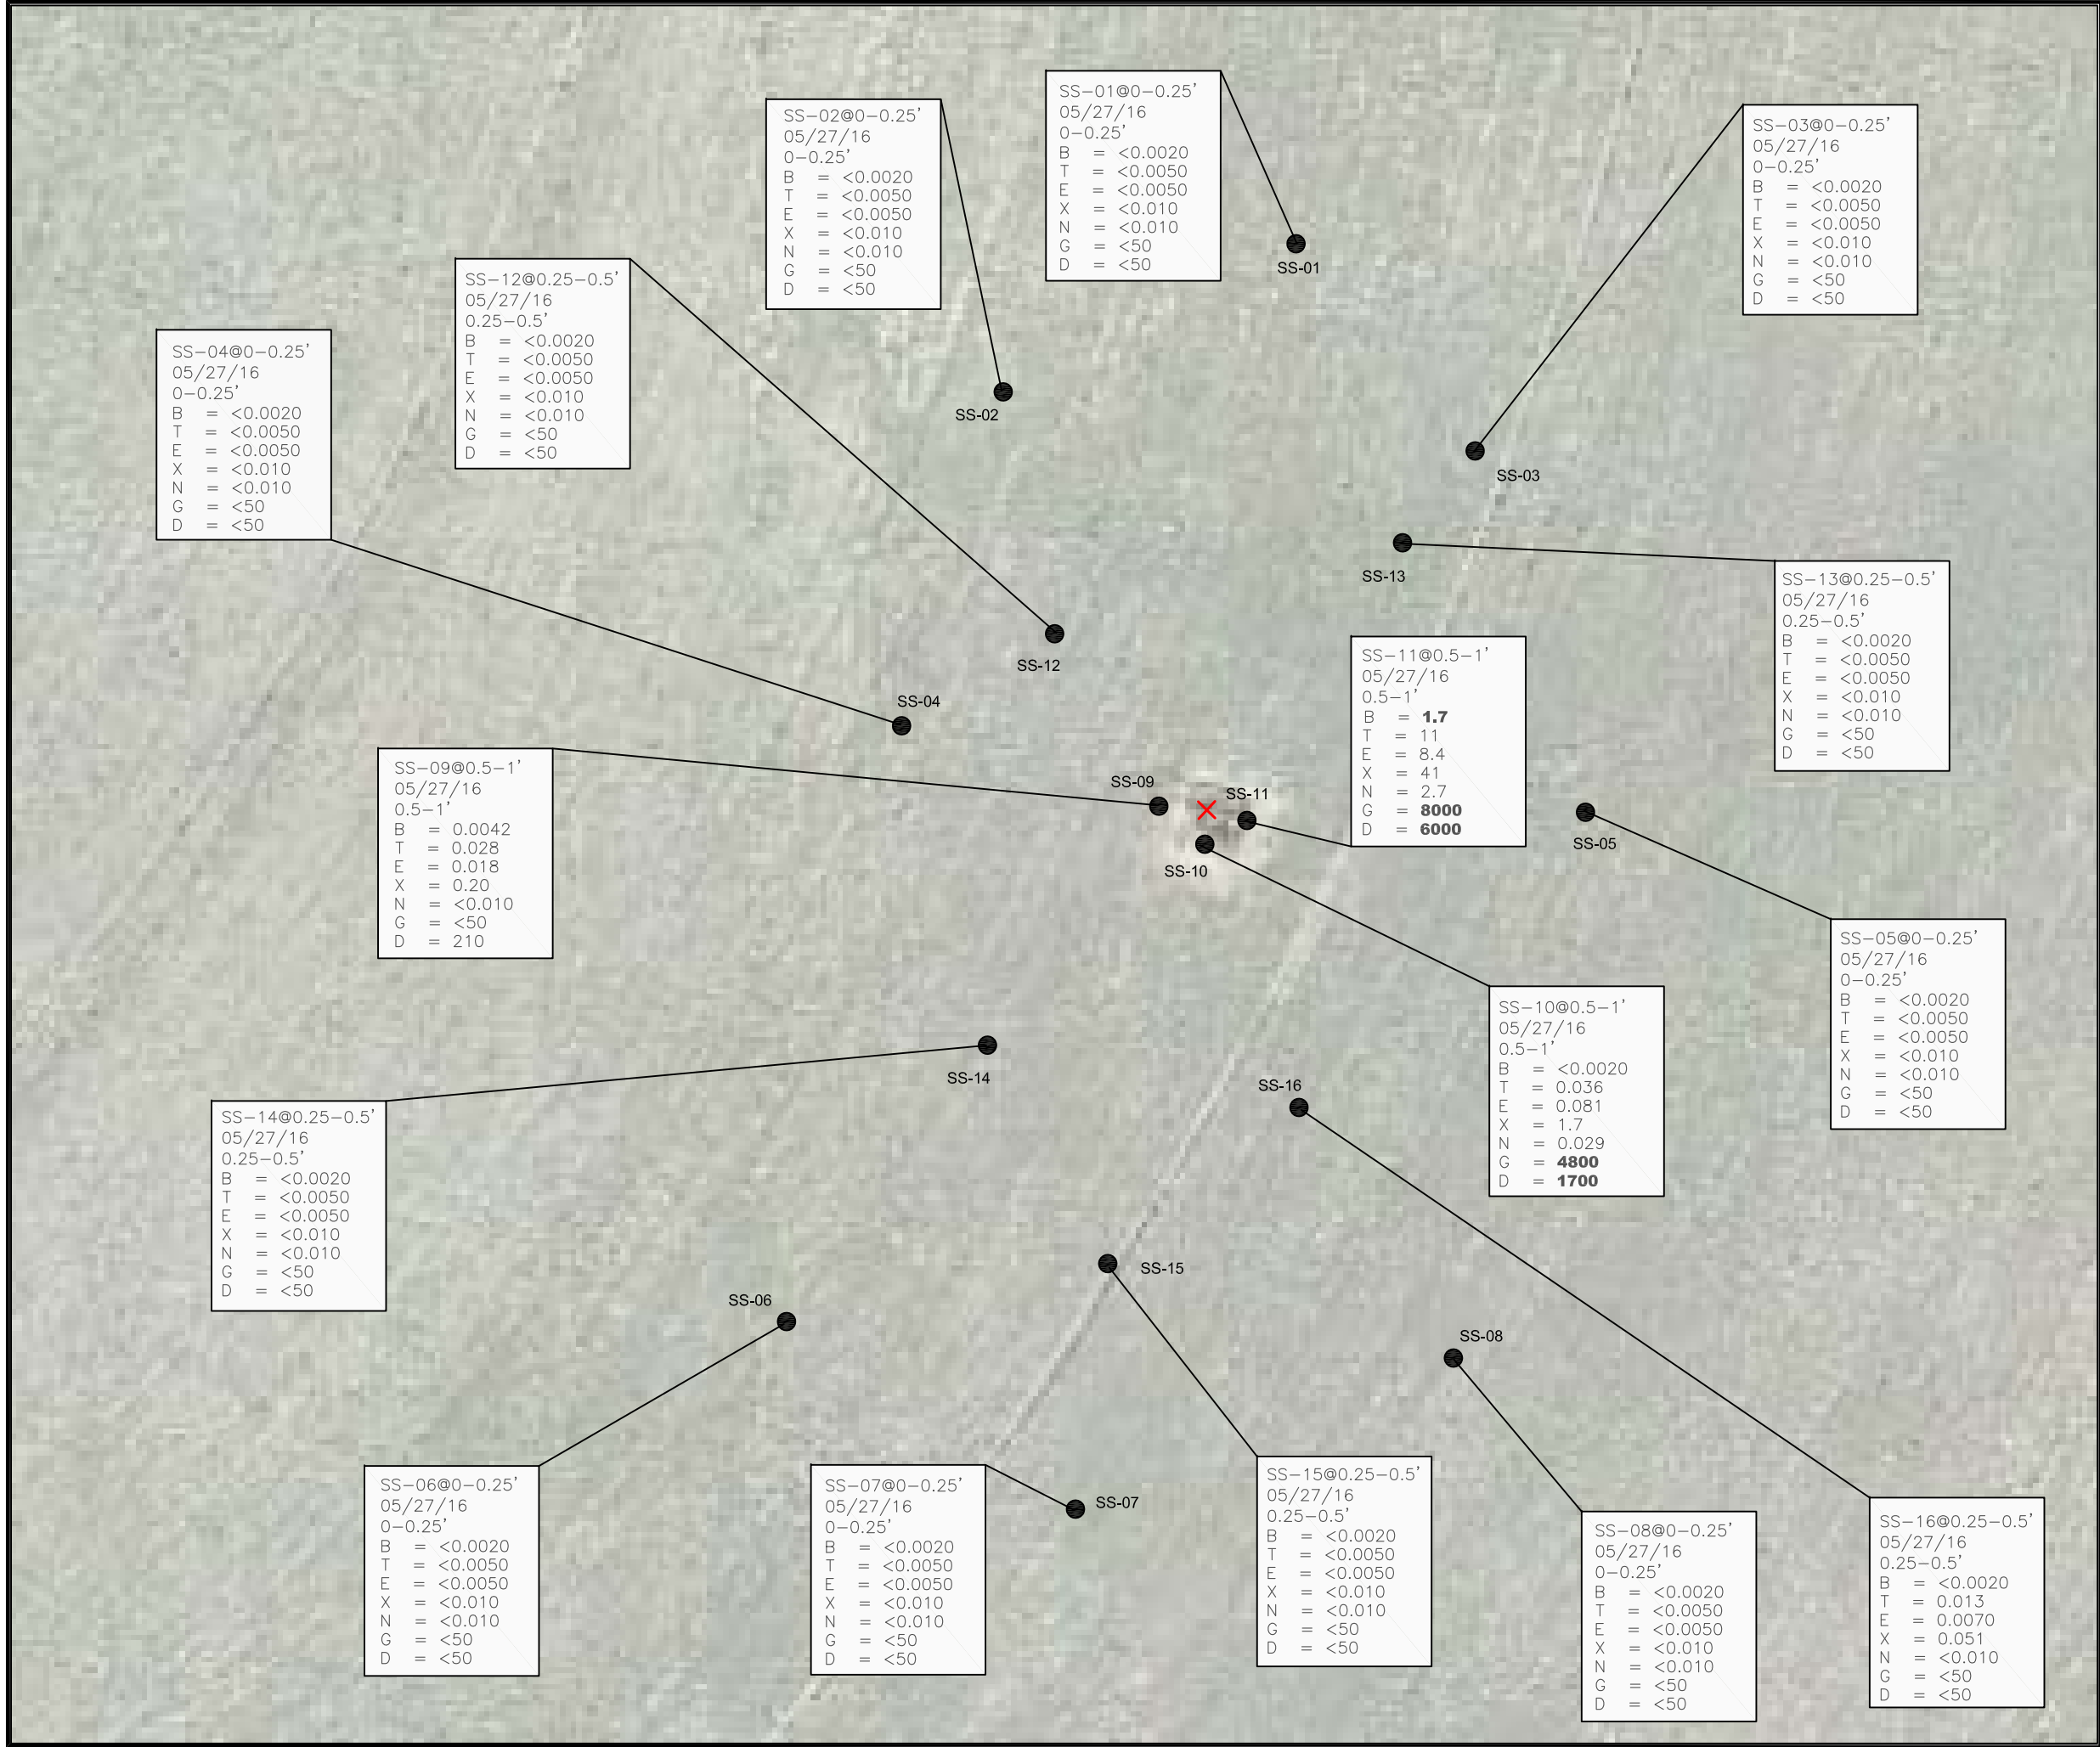 SS-01@0-0.25'
05/27/16
0-0.25'
B = <0.0020
T = <0.0050
E = <0.0050
X = <0.010
N = <0.010
G = <50
D = <50
SS-01
SS-02@0-0.25'
05/27/16
0-0.25'
B = <0.0020
T = <0.0050
E = <0.0050
X = <0.010
N = <0.010
G = <50
D = <50
SS-02
SS-03@0-0.25'
05/27/16
0-0.25'
B = <0.0020
T = <0.0050
E = <0.0050
X = <0.010
N = <0.010
G = <50
D = <50
SS-03
SS-12@0.25-0.5'
05/27/16
0.25-0.5'
B = <0.0020
T = <0.0050
E = <0.0050
X = <0.010
N = <0.010
G = <50
D = <50
SS-12
SS-04@0-0.25'
05/27/16
0-0.25'
B = <0.0020
T = <0.0050
E = <0.0050
X = <0.010
N = <0.010
G = <50
D = <50
SS-04
SS-13
SS-13@0.25-0.5'
05/27/16
0.25-0.5'
B = <0.0020
T = <0.0050
E = <0.0050
X = <0.010
N = <0.010
G = <50
D = <50
SS-11@0.5-1'
05/27/16
0.5-1'
B = 1.7
T = 11
E = 8.4
X = 41
N = 2.7
G = 8000
D = 6000
SS-09@0.5-1'
05/27/16
0.5-1'
B = 0.0042
T = 0.028
E = 0.018
X = 0.20
N = <0.010
G = <50
D = 210
SS-09
SS-11
SS-10
SS-05
SS-05@0-0.25'
05/27/16
0-0.25'
B = <0.0020
T = <0.0050
E = <0.0050
X = <0.010
N = <0.010
G = <50
D = <50
SS-10@0.5-1'
05/27/16
0.5-1'
B = <0.0020
T = 0.036
E = 0.081
X = 1.7
N = 0.029
G = 4800
D = 1700
SS-14
SS-16
SS-14@0.25-0.5'
05/27/16
0.25-0.5'
B = <0.0020
T = <0.0050
E = <0.0050
X = <0.010
N = <0.010
G = <50
D = <50
SS-15
SS-06
SS-08
SS-06@0-0.25'
05/27/16
0-0.25'
B = <0.0020
T = <0.0050
E = <0.0050
X = <0.010
N = <0.010
G = <50
D = <50
SS-07@0-0.25'
05/27/16
0-0.25'
B = <0.0020
T = <0.0050
E = <0.0050
X = <0.010
N = <0.010
G = <50
D = <50
SS-07
SS-15@0.25-0.5'
05/27/16
0.25-0.5'
B = <0.0020
T = <0.0050
E = <0.0050
X = <0.010
N = <0.010
G = <50
D = <50
SS-08@0-0.25'
05/27/16
0-0.25'
B = <0.0020
T = <0.0050
E = <0.0050
X = <0.010
N = <0.010
G = <50
D = <50
SS-16@0.25-0.5'
05/27/16
0.25-0.5'
B = <0.0020
T = 0.013
E = 0.0070
X = 0.051
N = <0.010
G = <50
D = <50